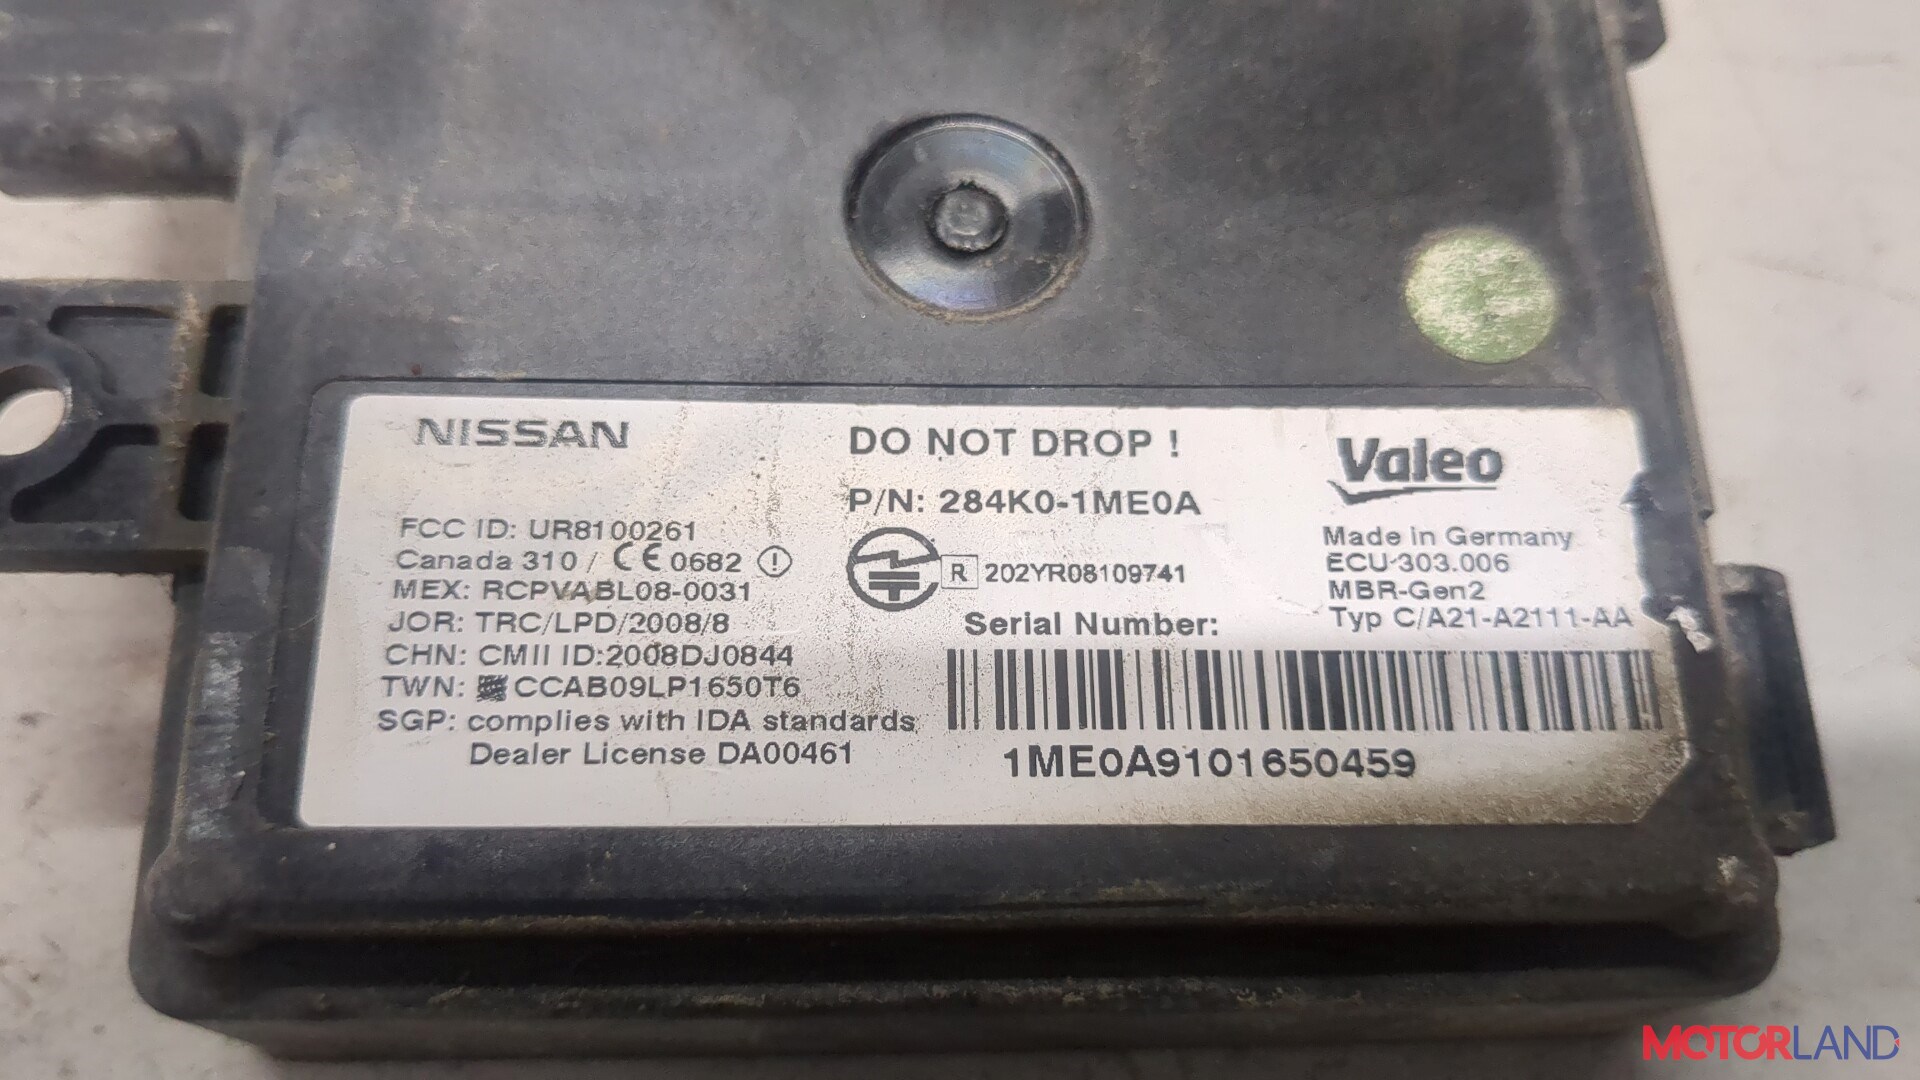 NISSAN
FCC ID: UR8100261
Canada 310 / CE 0682
MEX: RCPVABL08-0031
JOR: TRC/LPD/2008/8
CHN: CMII ID:2008DJ0844
TWN: CCAB09LP1650T6
SGP: complies with IDA standards
Dealer License DA00461
DO NOT DROP !
P/N: 284K0-1ME0A
R 202YR08109741
Serial Number:
1ME0A9101650459
Valeo
Made in Germany
ECU-303.006
MBR-Gen2
Typ C/A21-A2111-AA
MOTORLAND